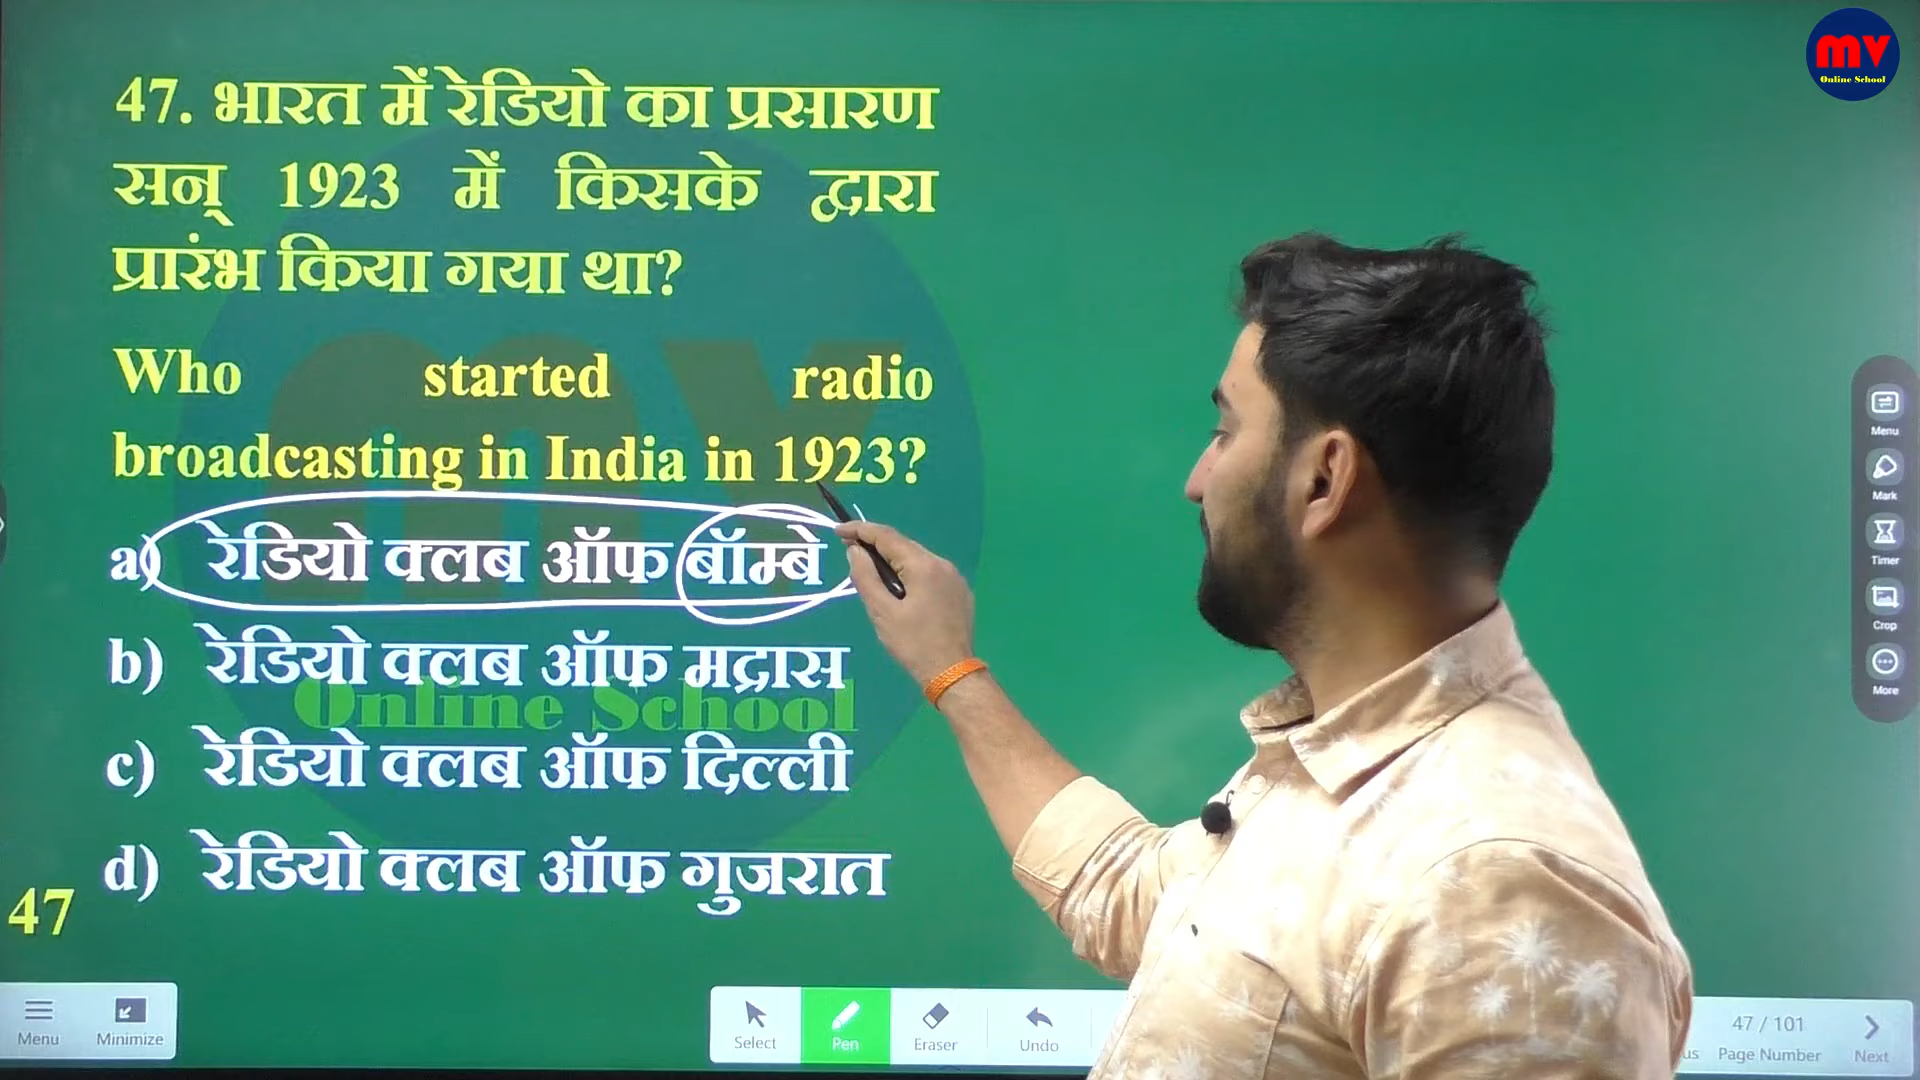 mv
Online School
47. भारत में रेडियो का प्रसारण
सन् 1923 में किसके द्वारा
प्रारंभ किया गया था?
Who started radio
broadcasting in India in 1923?
a) रेडियो क्लब ऑफ बॉम्बे
b) रेडियो क्लब ऑफ मद्रास
Online School
c) रेडियो क्लब ऑफ दिल्ली
d) रेडियो क्लब ऑफ गुजरात
47
Menu
Mark
Timer
Crop
More
Menu Minimize
Select Pen Eraser Undo
47 / 101
Page Number Next